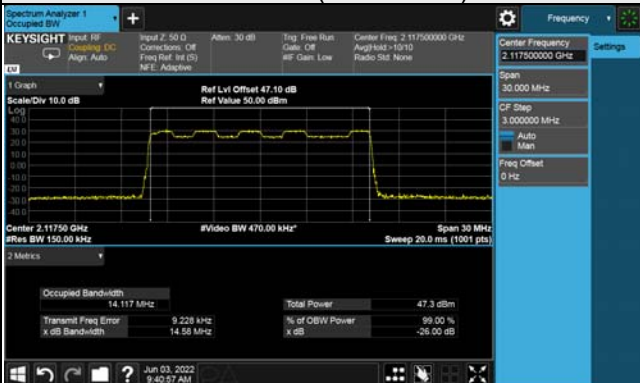 Spectrum Analyzer 1
Occupied BW
+
Frequency
KEYSIGHT
Input: RF
Coupling: DC
Align: Auto
Input Z: 50 Ω
Corrections: Off
Freq Ref: Int (S)
NFE: Adaptive
Atten: 30 dB
Trig: Free Run
Gate: Off
#IF Gain: Low
Center Freq: 2.117500000 GHz
Avg|Hold:>10/10
Radio Std: None
1 Graph
Scale/Div 10.0 dB
Ref Lvl Offset 47.10 dB
Ref Value 50.00 dBm
Log
40.0
30.0
20.0
10.0
0.00
-10.0
-20.0
-30.0
-40.0
Center 2.11750 GHz
#Res BW 150.00 kHz
#Video BW 470.00 kHz*
Span 30 MHz
Sweep 20.0 ms (1001 pts)
2 Metrics
Occupied Bandwidth
14.117 MHz
Transmit Freq Error 9.228 kHz
x dB Bandwidth 14.58 MHz
Total Power 47.3 dBm
% of OBW Power 99.00 %
x dB -26.00 dB
Center Frequency
2.117500000 GHz
Settings
Span
30.000 MHz
CF Step
3.000000 MHz
Auto
Man
Freq Offset
0 Hz
?
Jun 03, 2022
9:40:57 AM